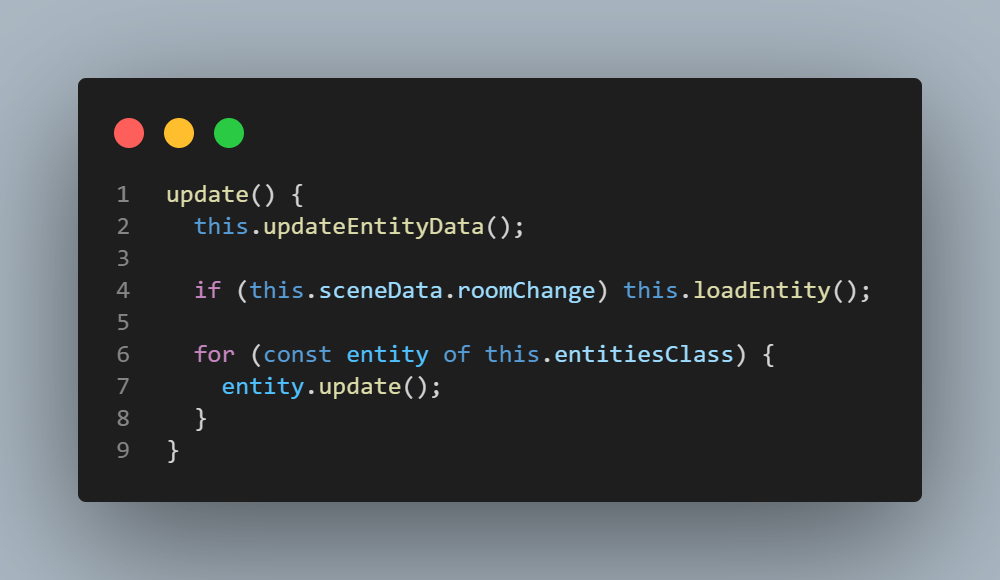 1 update() {
2 this.updateEntityData();
3
4 if (this.sceneData.roomChange) this.loadEntity();
5
6 for (const entity of this.entitiesClass) {
7 entity.update();
8 }
9 }